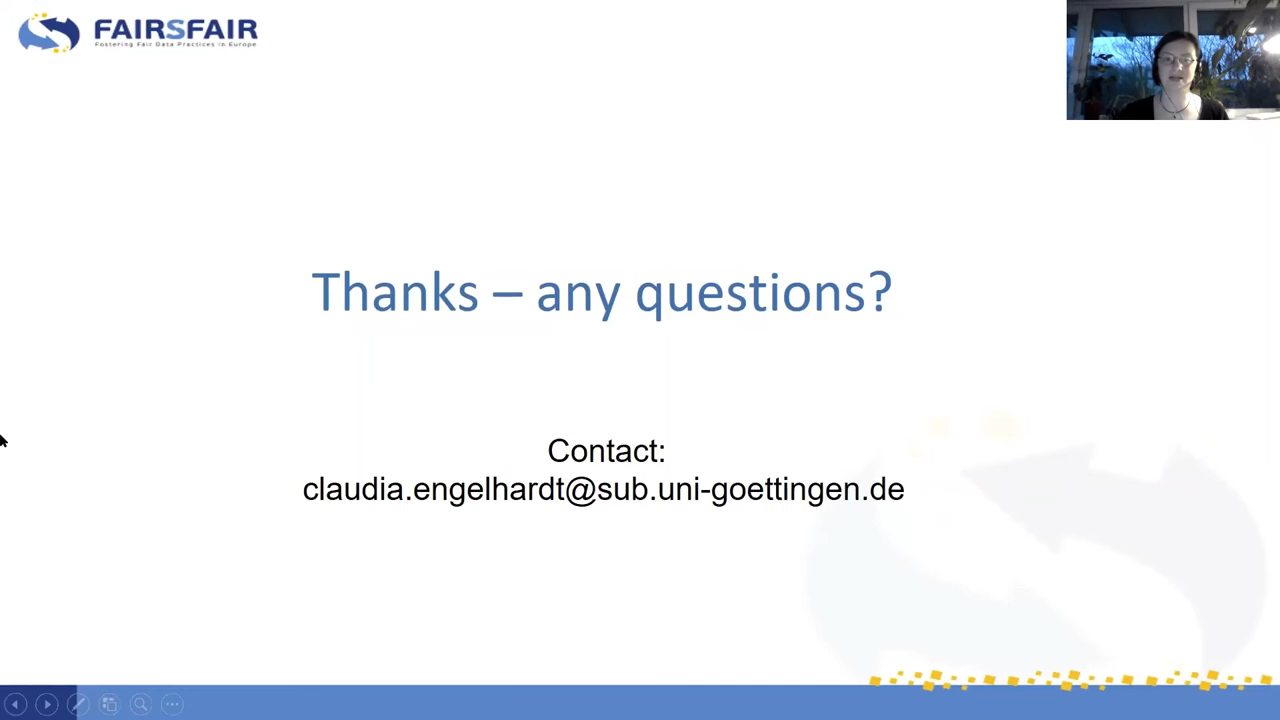 FAIRSFAIR
Fostering Fair Data Practices in Europe
Thanks – any questions?
Contact:
claudia.engelhardt@sub.uni-goettingen.de